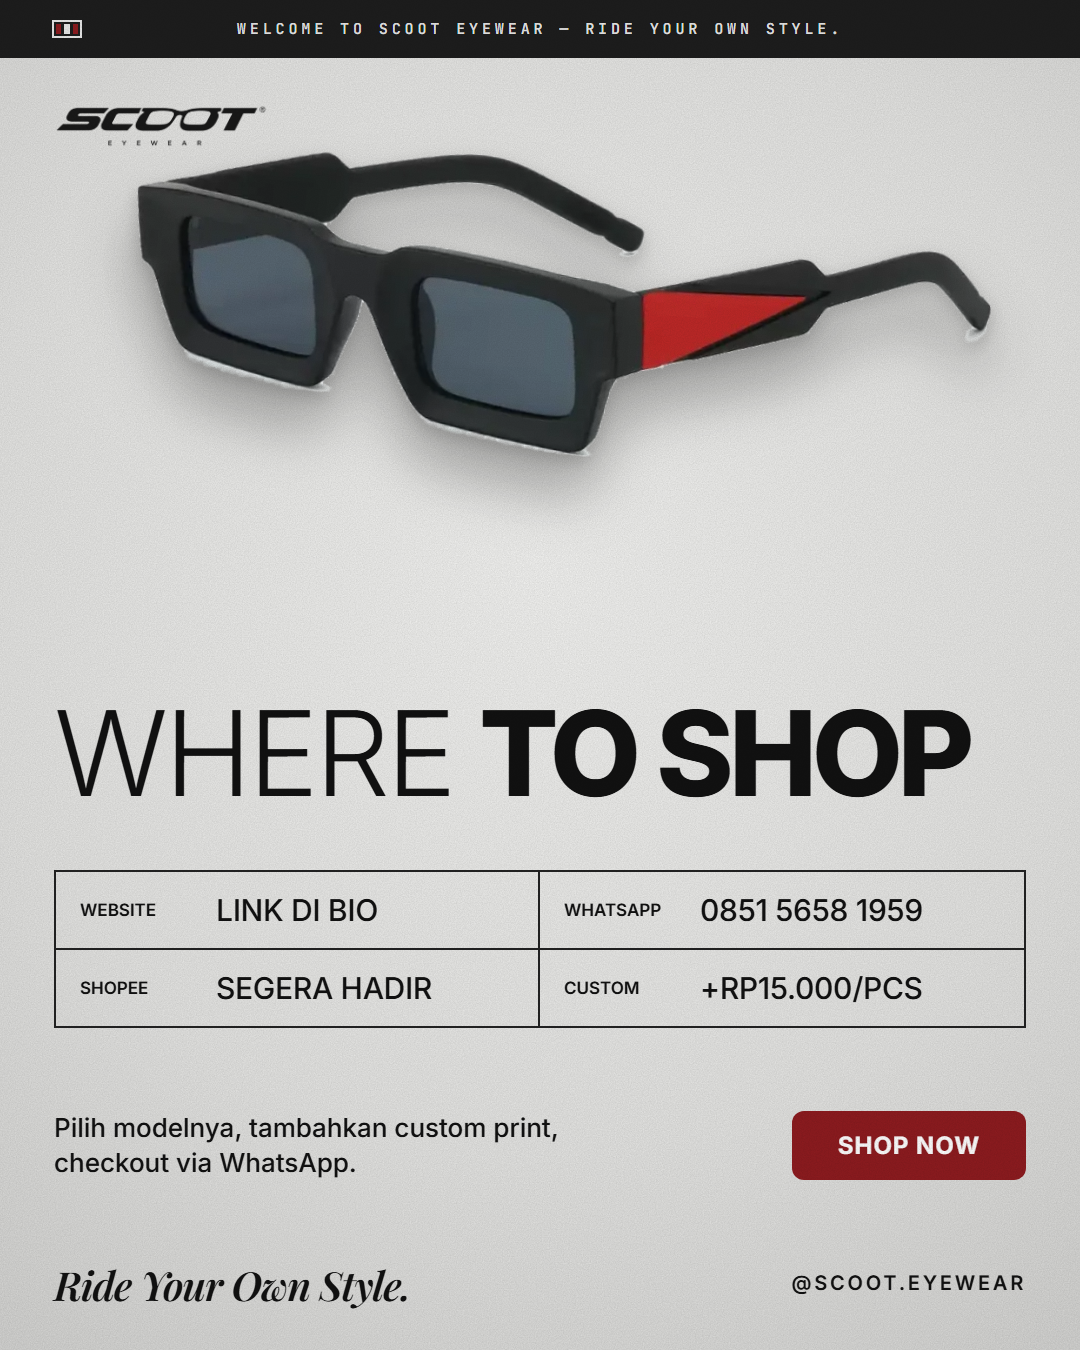 WELCOME TO SCOOT EYEWEAR — RIDE YOUR OWN STYLE.
SCOOT®
EYEWEAR
WHERE TO SHOP
WEBSITE LINK DI BIO
WHATSAPP 0851 5658 1959
SHOPEE SEGERA HADIR
CUSTOM +RP15.000/PCS
Pilih modelnya, tambahkan custom print,
checkout via WhatsApp.
SHOP NOW
Ride Your Own Style.
@SCOOT.EYEWEAR